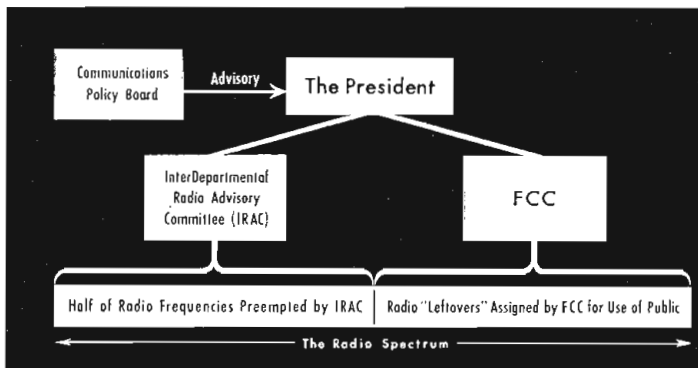 Communications
Policy Board
Advisory
The President
InterDepartmental
Radio Advisory
Committee (IRAC)
FCC
Half of Radio Frequencies Preempted by IRAC
Radio "Leftovers" Assigned by FCC for Use of Public
The Radio Spectrum